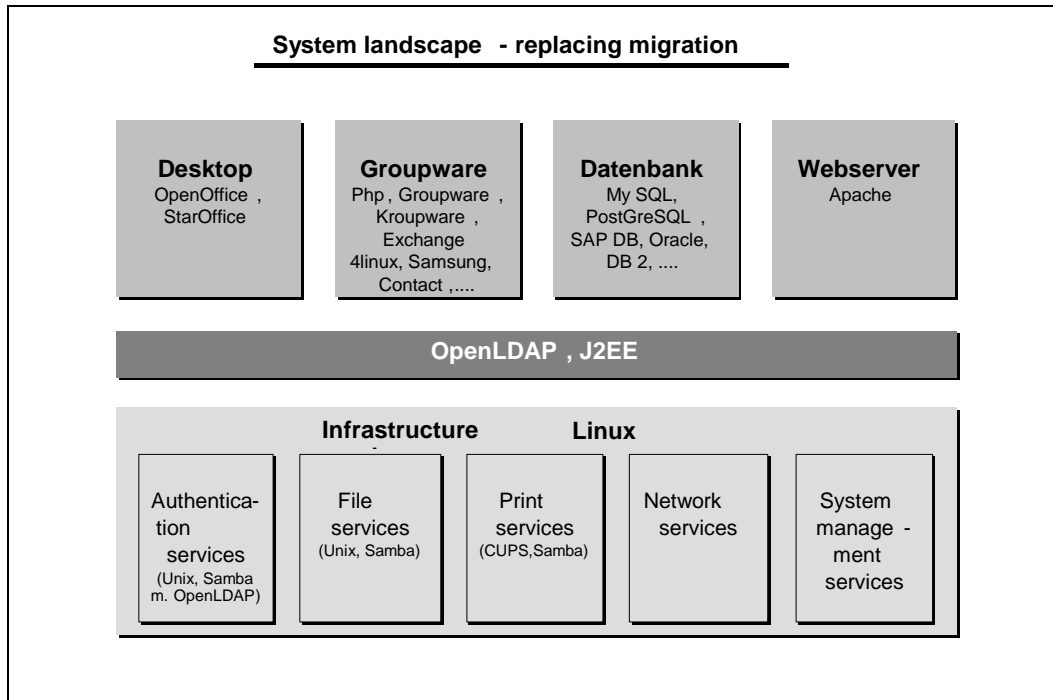 System landscape - replacing migration
Desktop
OpenOffice ,
StarOffice
Groupware
Php , Groupware ,
Kroupware ,
Exchange
4linux, Samsung,
Contact ,....
Datenbank
My SQL,
PostGreSQL ,
SAP DB, Oracle,
DB 2, ....
Webserver
Apache
OpenLDAP , J2EE
Infrastructure Linux
Authentica-
tion
services
(Unix, Samba
m. OpenLDAP)
File
services
(Unix, Samba)
Print
services
(CUPS,Samba)
Network
services
System
manage -
ment
services